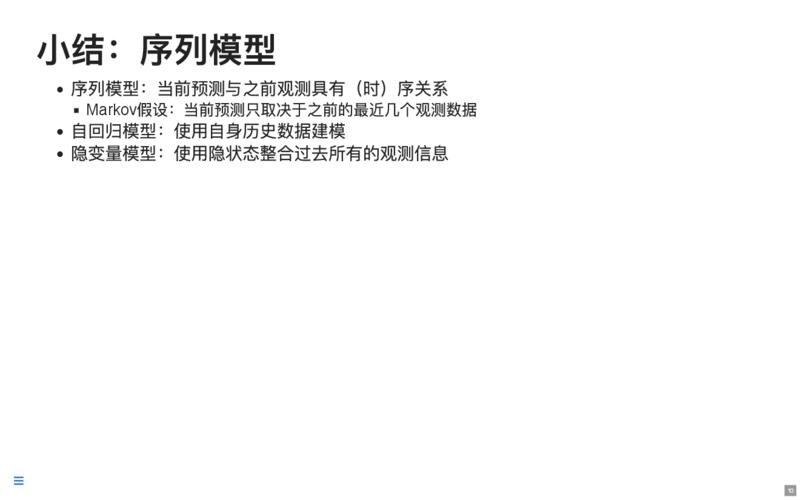 小结：序列模型
• 序列模型：当前预测与之前观测具有（时）序关系
▪ Markov假设：当前预测只取决于之前的最近几个观测数据
• 自回归模型：使用自身历史数据建模
• 隐变量模型：使用隐状态整合过去所有的观测信息
10